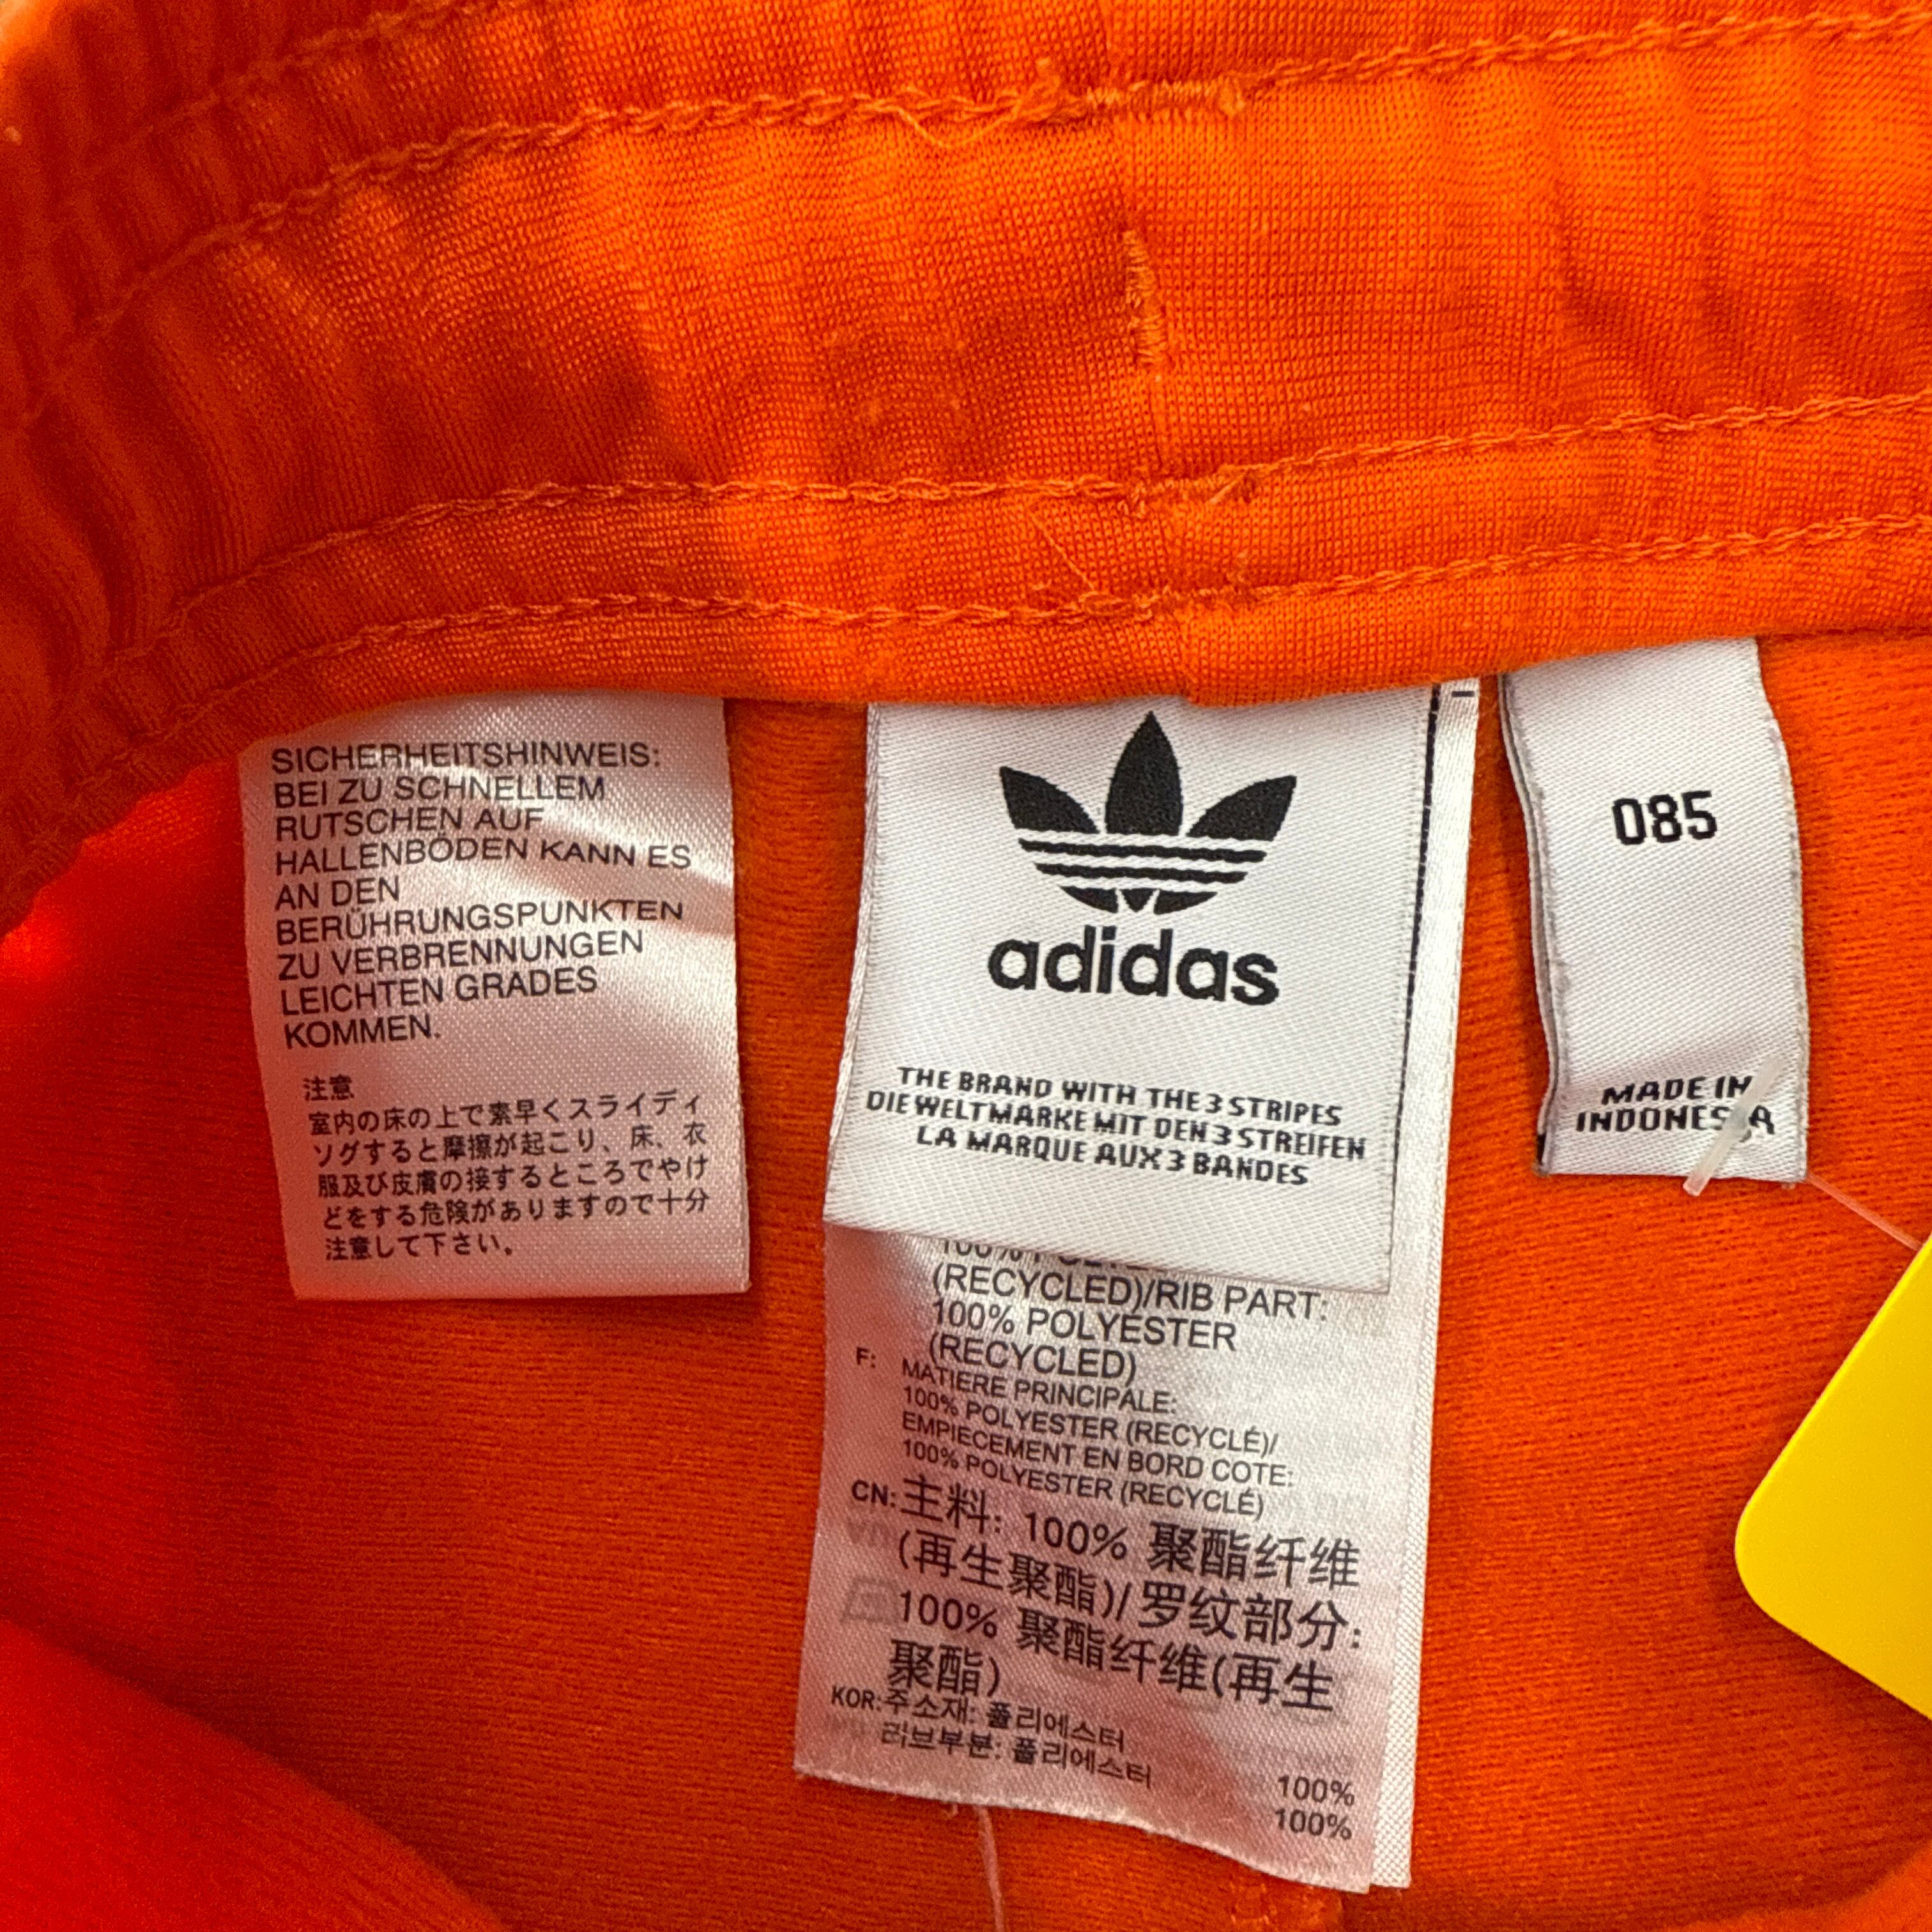 SICHERHEITSHINWEIS:
BEI ZU SCHNELLEM
RUTSCHEN AUF
HALLENBÖDEN KANN ES
AN DEN
BERÜHRUNGSPUNKTEN
ZU VERBRENNUNGEN
LEICHTEN GRADES
KOMMEN.
注意
室内の床の上で素早くスライディ
ングすると摩擦が起こり、床、衣
服及び皮膚の接するところでやけ
どをする危険がありますので十分
注意して下さい。
adidas
THE BRAND WITH THE 3 STRIPES
DIE WELTMARKE MIT DEN 3 STREIFEN
LA MARQUE AUX 3 BANDES
(RECYCLED)/RIB PART:
100% POLYESTER
(RECYCLED)
F: MATIERE PRINCIPALE:
100% POLYESTER (RECYCLÉ)/
EMPIECEMENT EN BORD COTE:
100% POLYESTER (RECYCLÉ)
CN: 主料: 100% 聚酯纤维
(再生聚酯)/罗纹部分:
100% 聚酯纤维(再生
聚酯)
KOR: 주소재: 폴리에스터 100%
리브부분: 폴리에스터 100%
085
MADE IN
INDONESIA